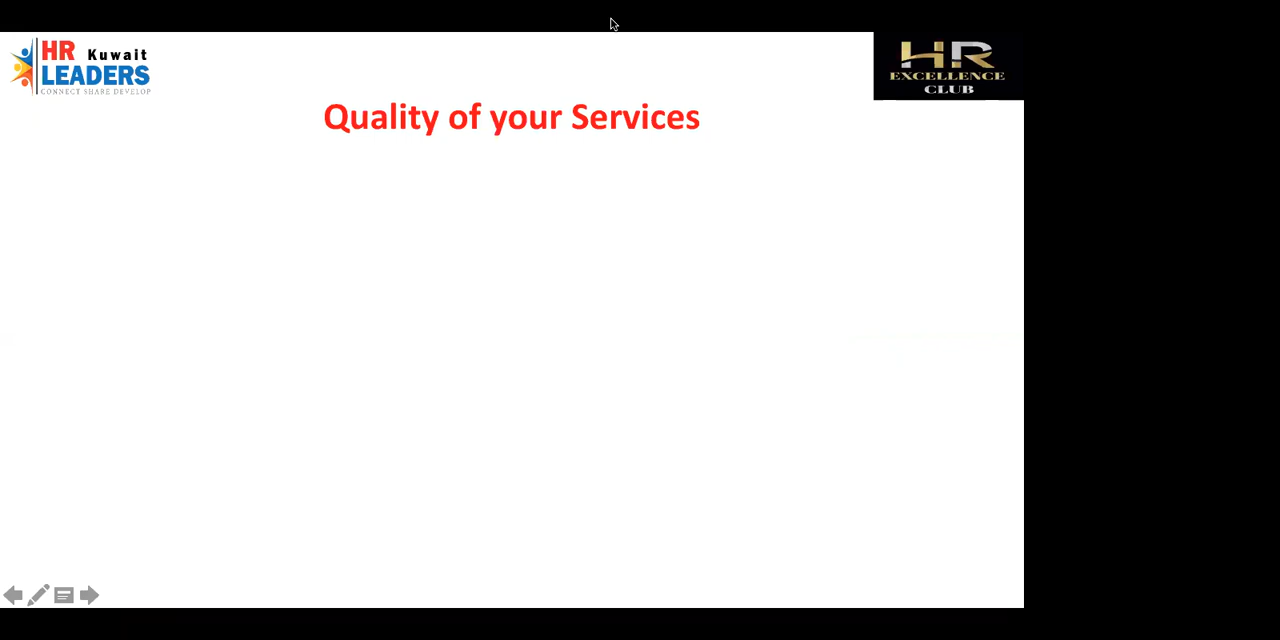 HR Kuwait
LEADERS
CONNECT SHARE DEVELOP
HR
EXCELLENCE
CLUB
Quality of your Services